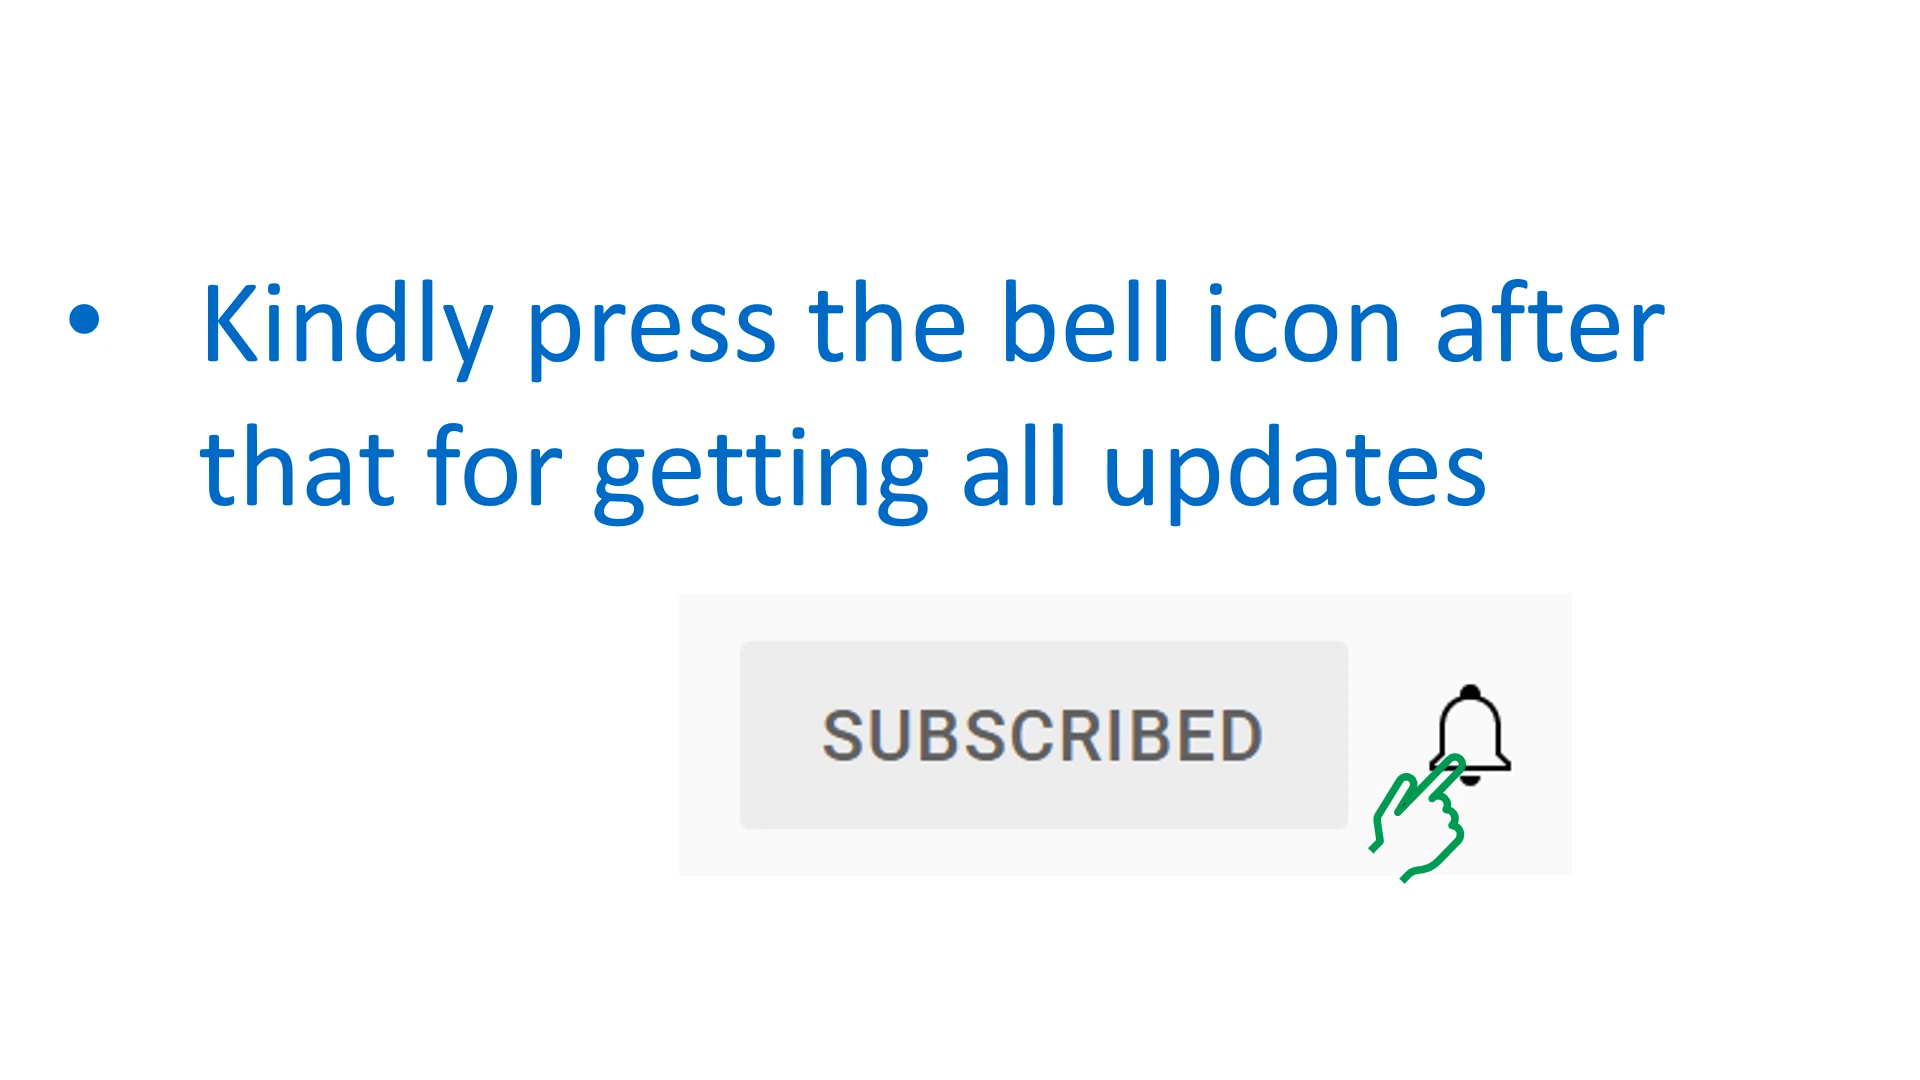 • Kindly press the bell icon after
that for getting all updates
SUBSCRIBED